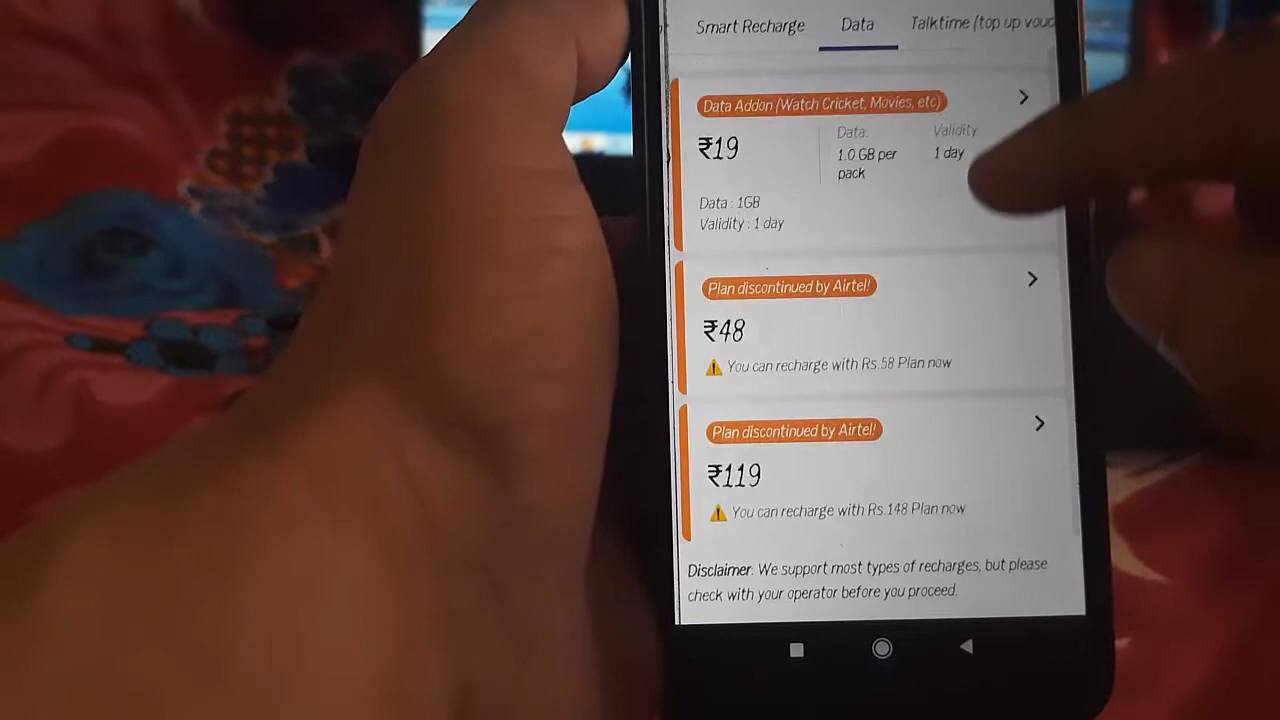 Smart Recharge Data Talktime (top up vouc
Data Addon (Watch Cricket, Movies, etc)
₹19
Data:
1.0 GB per
pack
Validity
1 day
Data : 1GB
Validity : 1 day
Plan discontinued by Airtel!
₹48
You can recharge with Rs.58 Plan now
Plan discontinued by Airtel!
₹119
You can recharge with Rs.148 Plan now
Disclaimer: We support most types of recharges, but please
check with your operator before you proceed.